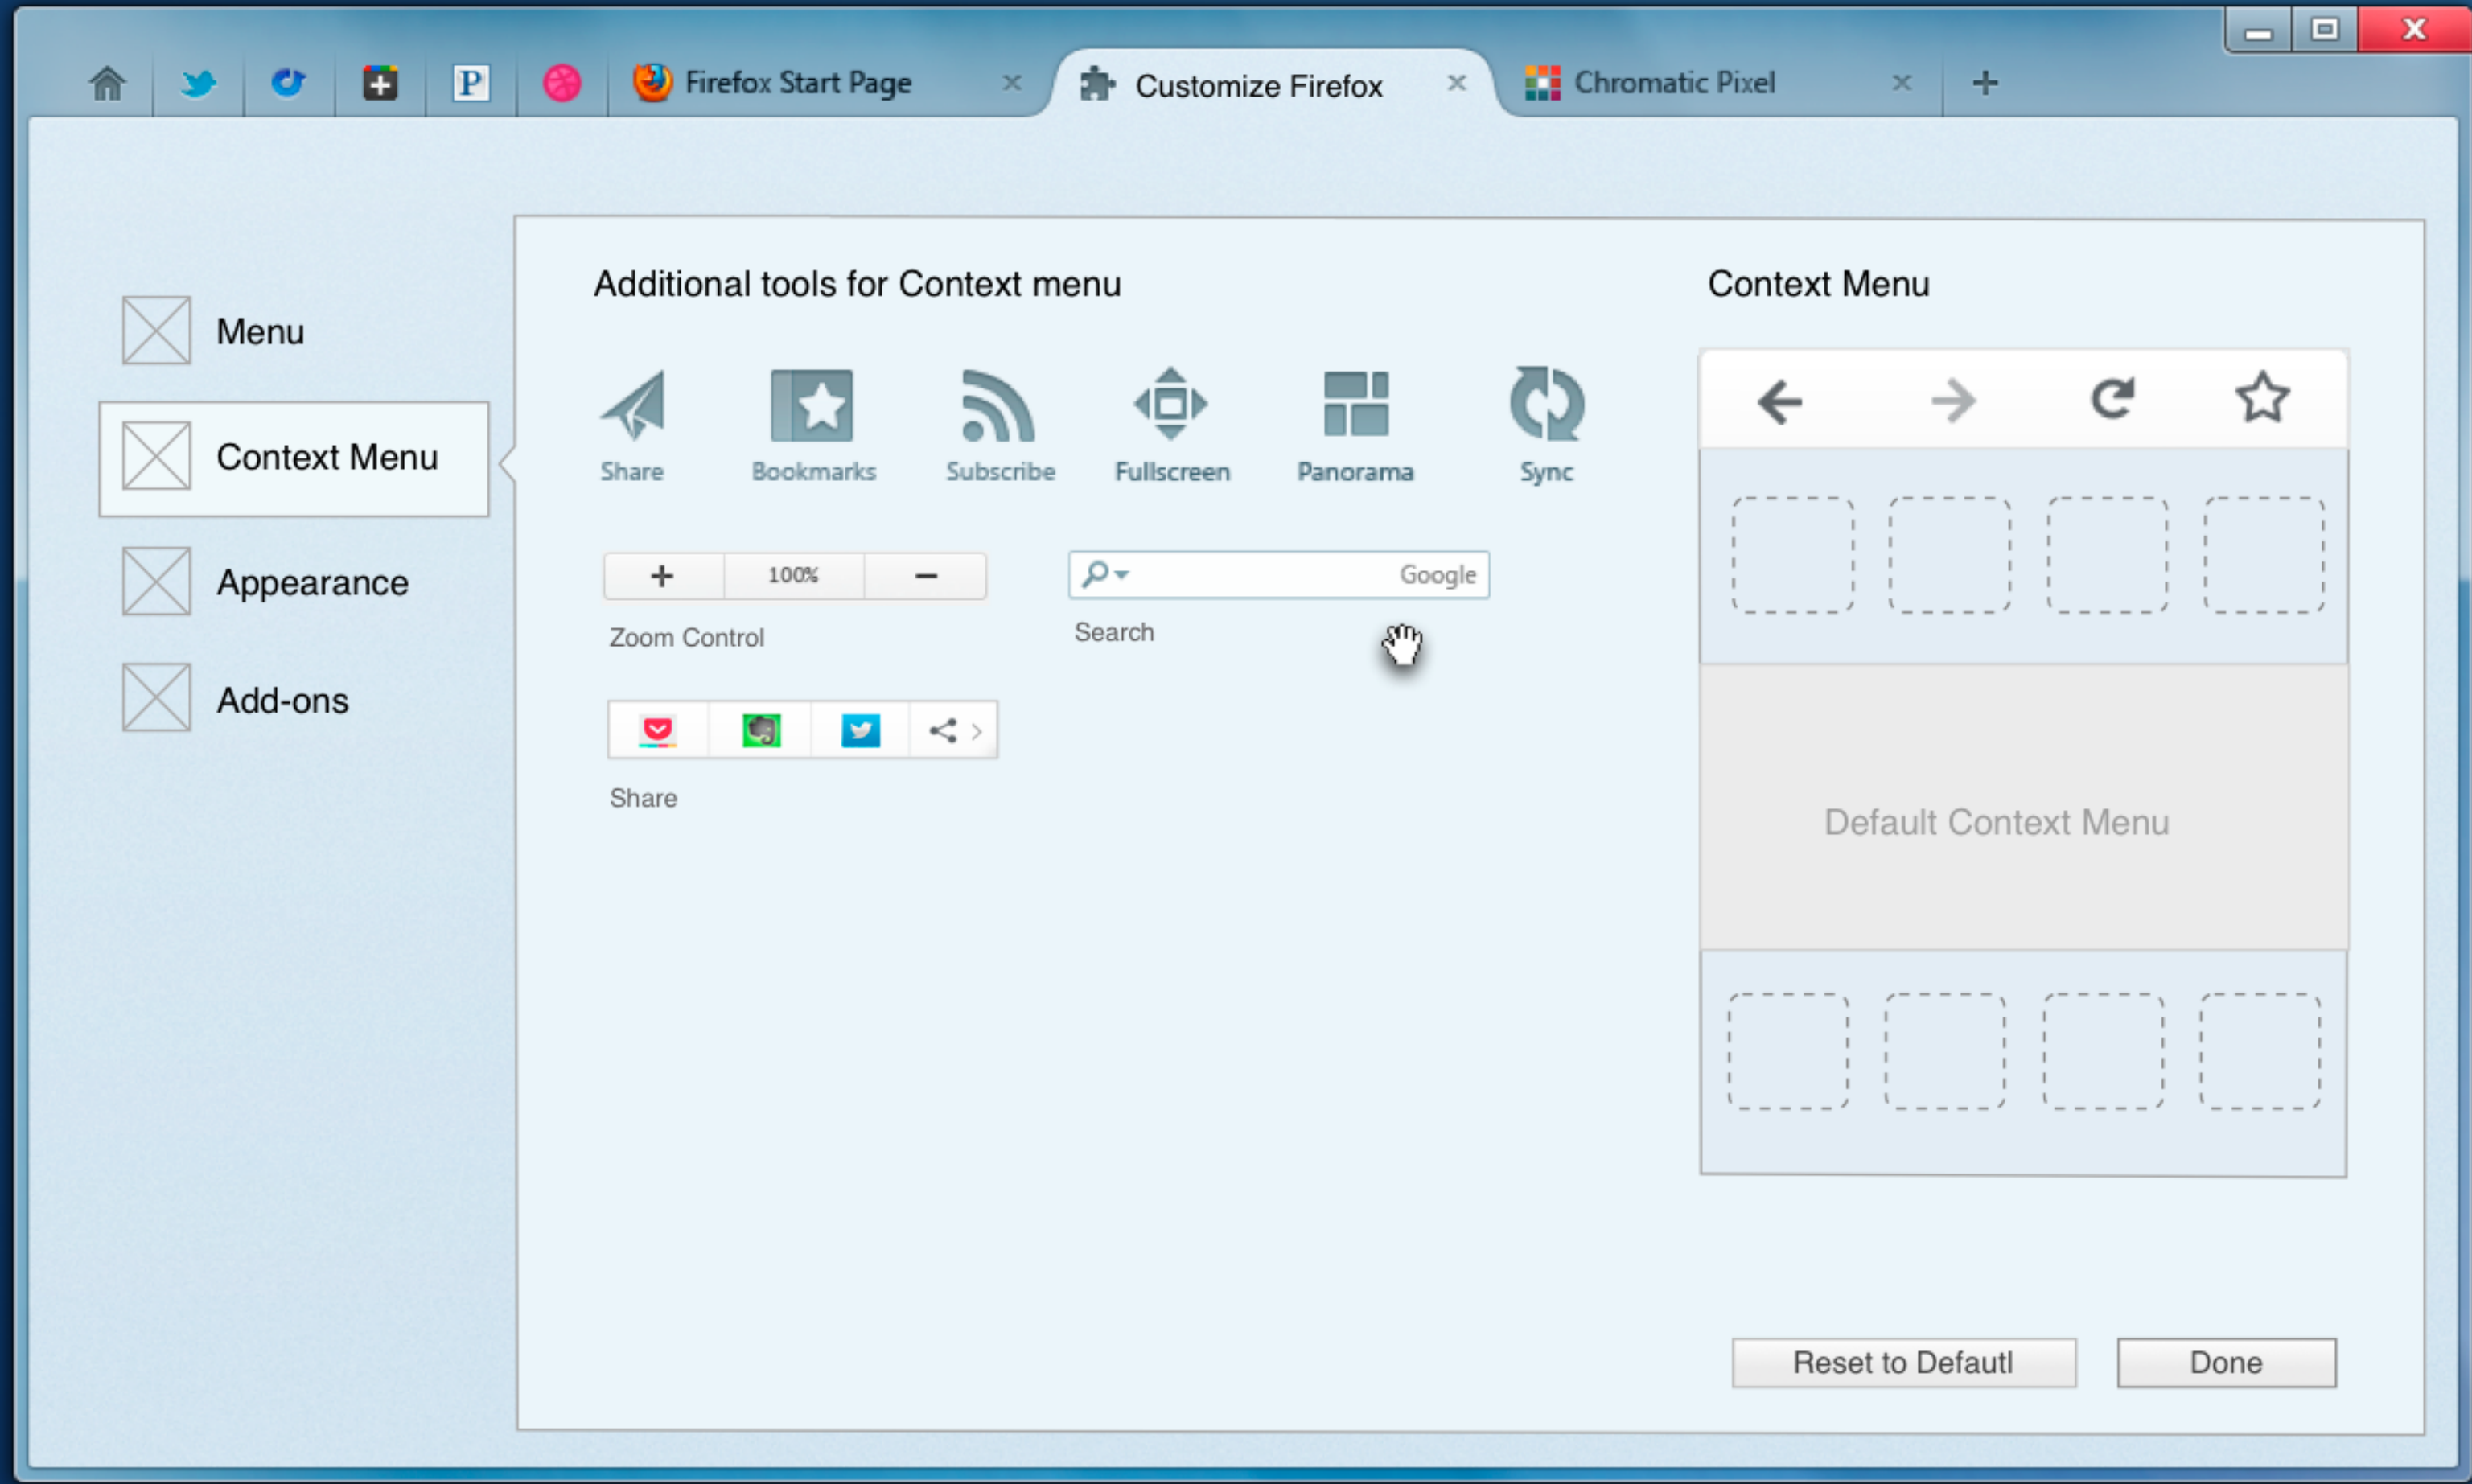 Firefox Start Page
Customize Firefox
Chromatic Pixel
Menu
Context Menu
Appearance
Add-ons
Additional tools for Context menu
Share
Bookmarks
Subscribe
Fullscreen
Panorama
Sync
100%
Zoom Control
Google
Search
Share
Context Menu
Default Context Menu
Reset to Defautl
Done